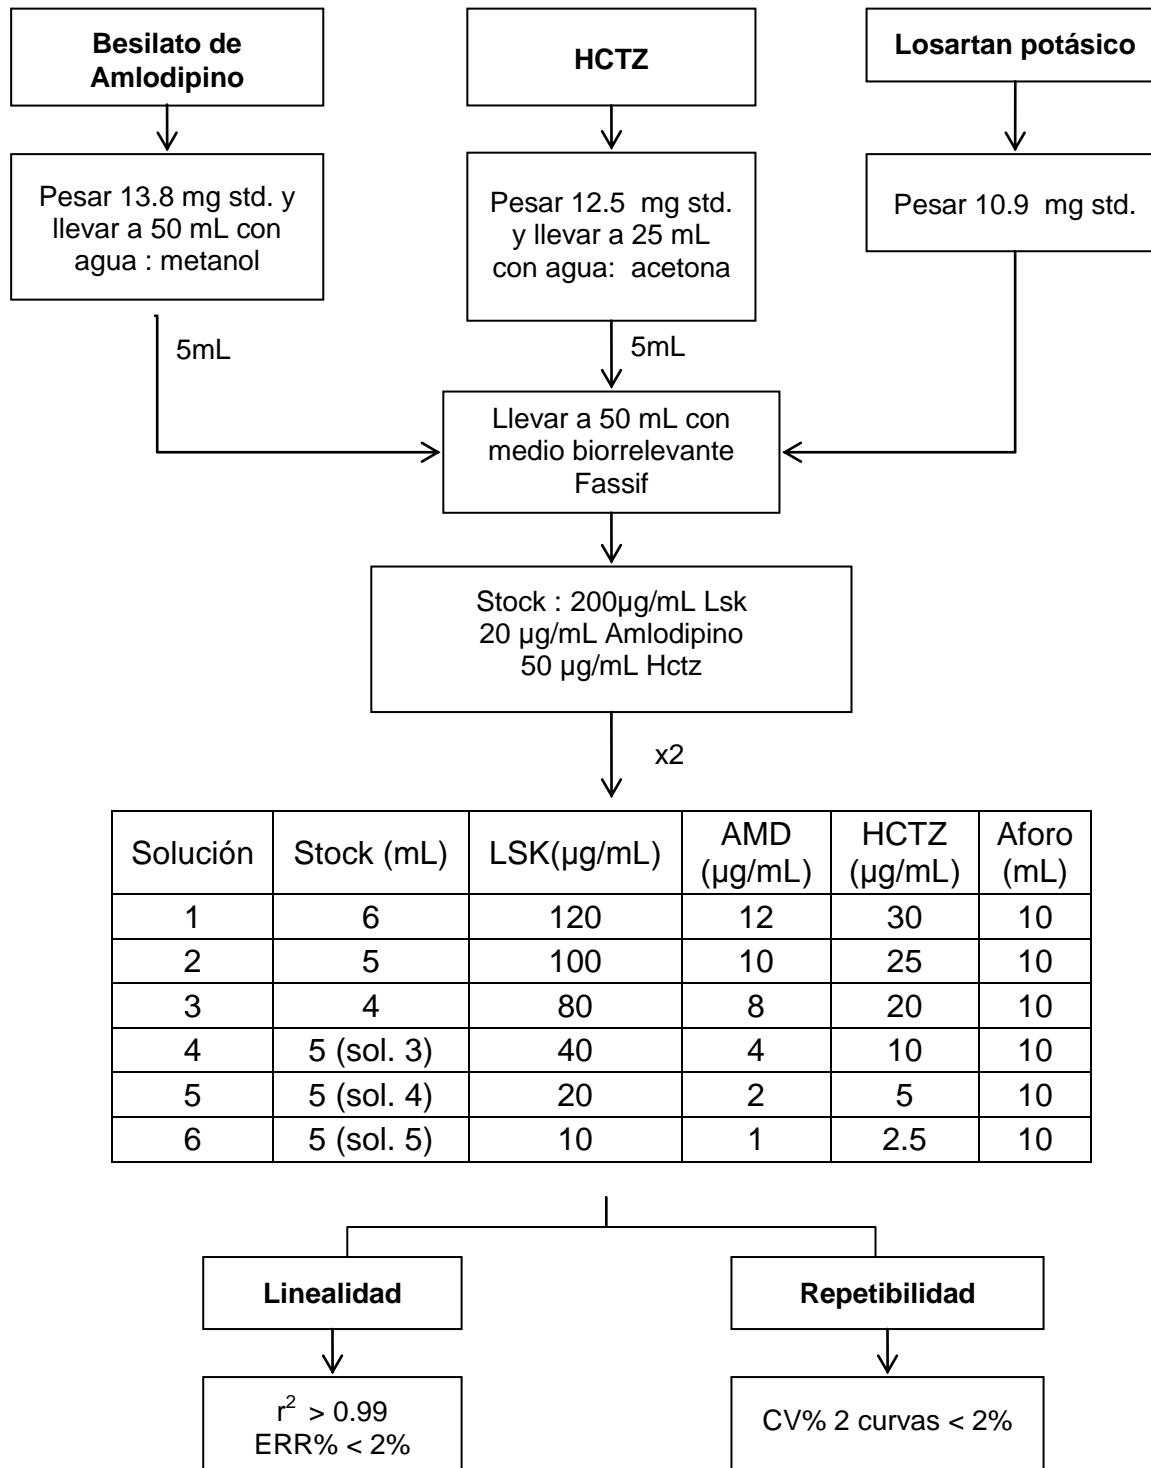 Besilato de
Amlodipino
HCTZ
Losartan potásico
Pesar 13.8 mg std. y
llevar a 50 mL con
agua : metanol
Pesar 12.5 mg std.
y llevar a 25 mL
con agua: acetona
Pesar 10.9 mg std.
5mL
5mL
Llevar a 50 mL con
medio biorrelevante
Fassif
Stock : 200µg/mL Lsk
20 µg/mL Amlodipino
50 µg/mL Hctz
x2
Solución Stock (mL) LSK(µg/mL) AMD (µg/mL) HCTZ (µg/mL) Aforo (mL)
1 6 120 12 30 10
2 5 100 10 25 10
3 4 80 8 20 10
4 5 (sol. 3) 40 4 10 10
5 5 (sol. 4) 20 2 5 10
6 5 (sol. 5) 10 1 2.5 10
Linealidad
Repetibilidad
r² > 0.99
ERR% < 2%
CV% 2 curvas < 2%